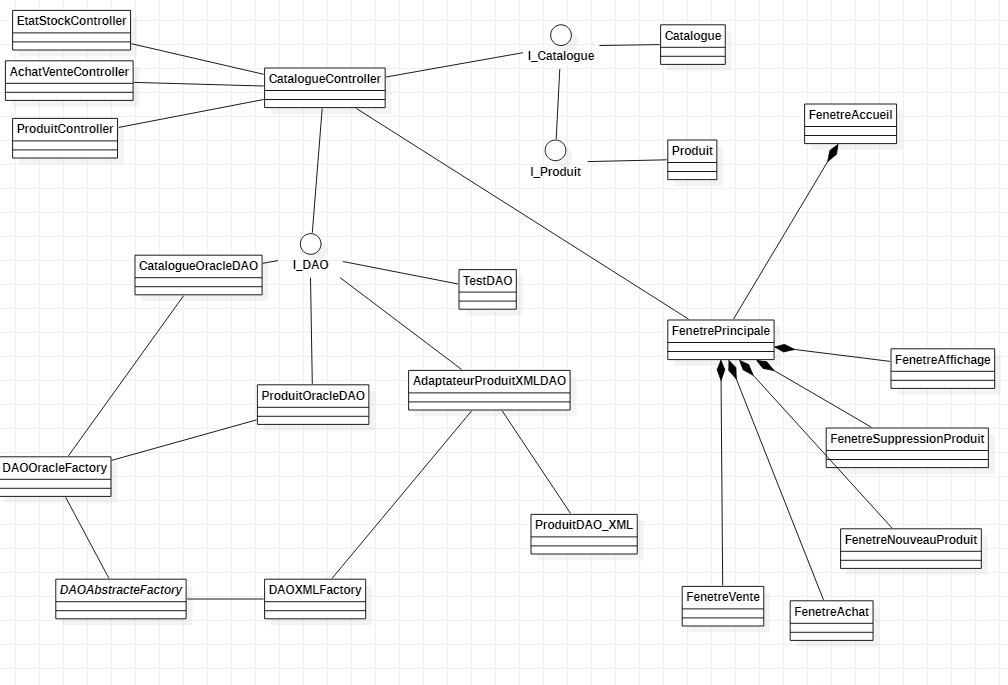 EtatStockController
AchatVenteController
ProduitController
CatalogueController
I_Catalogue
Catalogue
I_Produit
Produit
FenetreAccueil
CatalogueOracleDAO
I_DAO
TestDAO
FenetrePrincipale
FenetreAffichage
ProduitOracleDAO
AdaptateurProduitXMLDAO
FenetreSuppressionProduit
DAOOracleFactory
ProduitDAO_XML
FenetreNouveauProduit
DAOAbstracteFactory
DAOXMLFactory
FenetreVente
FenetreAchat